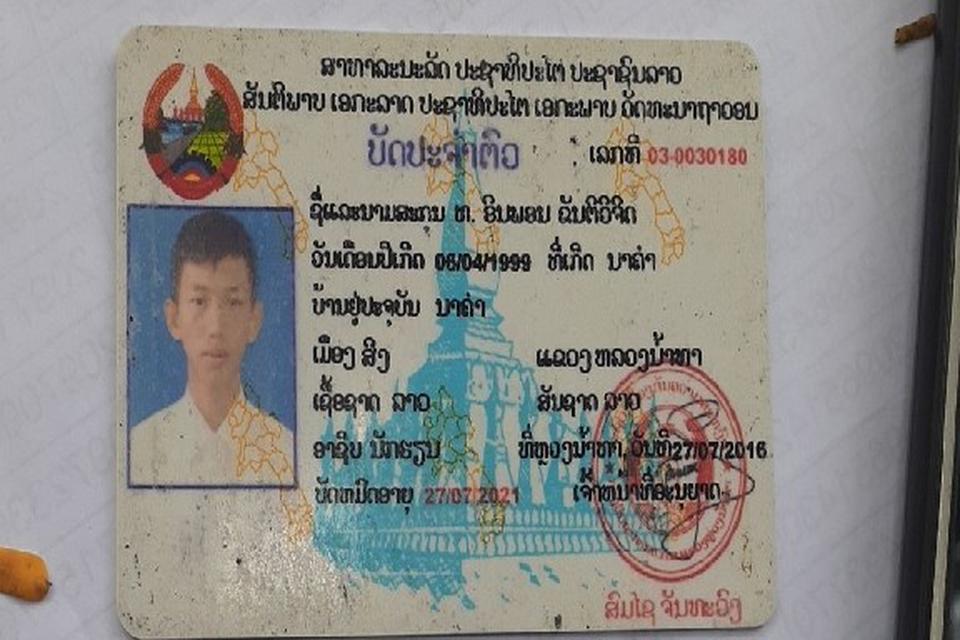 ສາທາລະນະລັດ ປະຊາທິປະໄຕ ປະຊາຊົນລາວ
ສັນຕິພາບ ເອກະລາດ ປະຊາທິປະໄຕ ເອກະພາບ ວັດທະນາຖາວອນ
ບັດປະຈຳຕົວ ເລກທີ 03-0030180
ຊື່ແລະນາມສະກຸນ ທ. ອິນພອນ ຂັນຕິວິຈິດ
ວັນເດືອນປີເກີດ 06/04/1999 ທີ່ເກີດ ນາຄຳ
ບ້ານຢູ່ປະຈຸບັນ ນາຄຳ
ເມືອງ ສິງ ແຂວງ ຫລວງນ້ຳທາ
ເຊື້ອຊາດ ລາວ ສັນຊາດ ລາວ
ອາຊີບ ນັກຮຽນ ທີ່ຫຼວງນ້ຳທາ, ວັນທີ 27/07/2016
ບັດຫມົດອາຍຸ 27/07/2021 ເຈົ້າຫນ້າທີ່ອະນຸຍາດ
ສົມໄຊ ຈັນທະວົງ